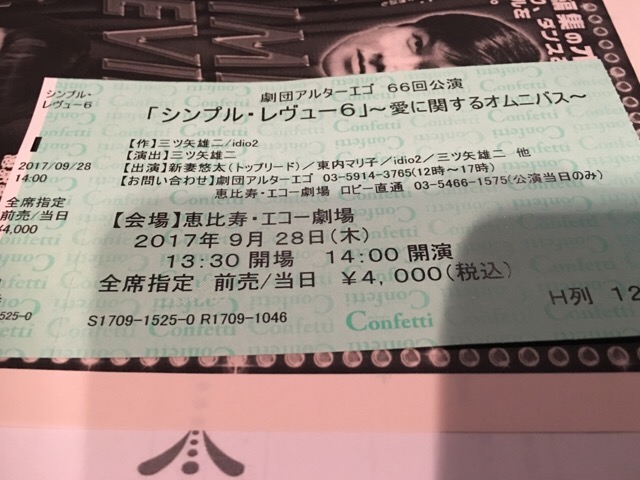 シンプル・
レヴュー6
2017/09/28
14:00
全席指定
前売/当日
¥4,000
525-0
劇団アルターエゴ 66回公演
「シンプル・レヴュー6」~愛に関するオムニバス~
【作】三ツ矢雄二/idio2
【演出】三ツ矢雄二
【出演】新妻悠太(トップリード)/東内マリ子/idio2/三ツ矢雄二 他
【お問い合わせ】劇団アルターエゴ 03-5914-3765(12時~17時)
恵比寿・エコー劇場 ロビー直通 03-5466-1575(公演当日のみ)
【会場】恵比寿・エコー劇場
2017年 9月 28日(木)
13:30 開場 14:00 開演
全席指定 前売/当日 ¥4,000(税込)
H列 12
S1709-1525-0 R1709-1046
Confetti